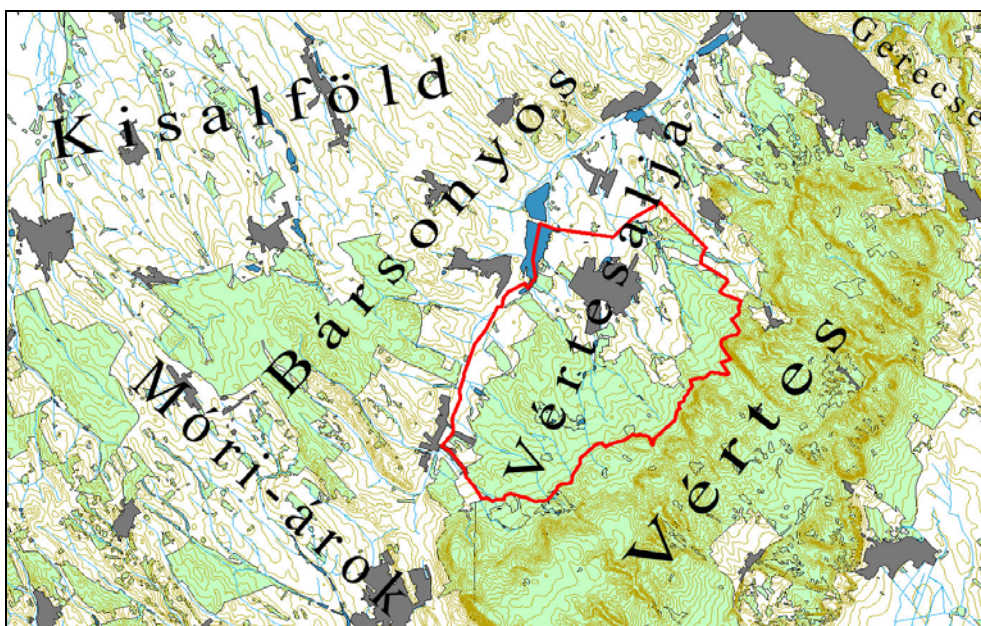 Kisalföld
Gerecse
Bársonyos
Vértesalja
Móri-árok
Vértes